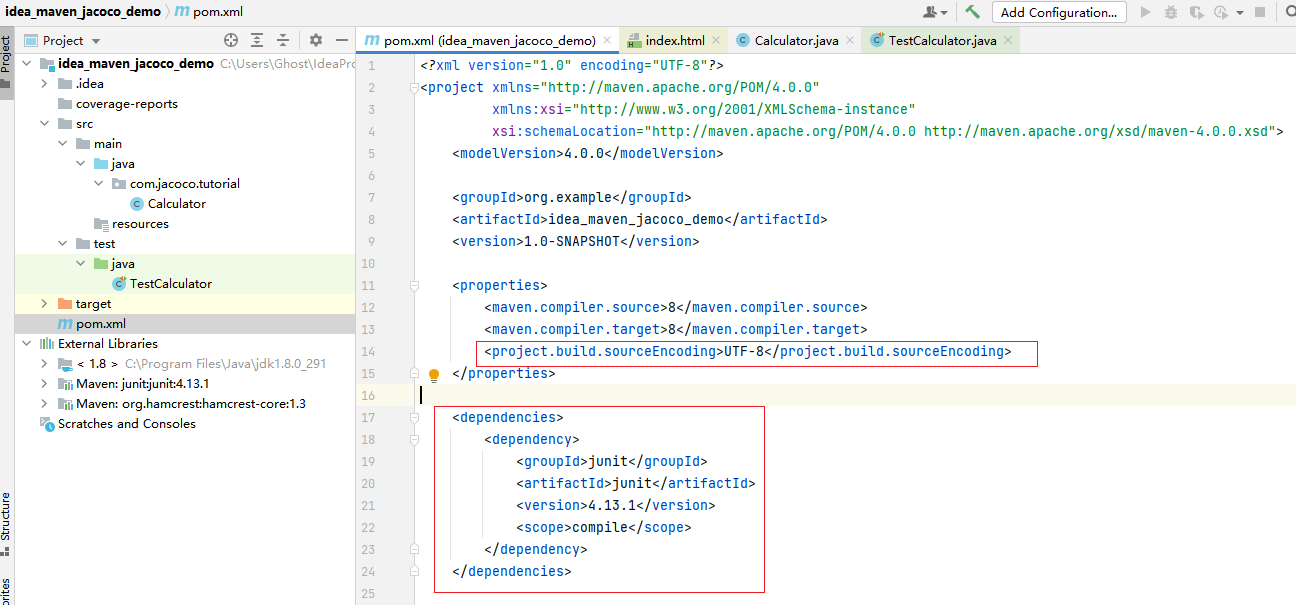 idea_maven_jacoco_demo pom.xml
Add Configuration...
Project
Project
pom.xml (idea_maven_jacoco_demo)
index.html
Calculator.java
TestCalculator.java
idea_maven_jacoco_demo C:\Users\Ghost\IdeaPro
.idea
coverage-reports
src
main
java
com.jacoco.tutorial
Calculator
resources
test
java
TestCalculator
target
pom.xml
External Libraries
< 1.8 > C:\Program Files\Java\jdk1.8.0_291
Maven: junit:junit:4.13.1
Maven: org.hamcrest:hamcrest-core:1.3
Scratches and Consoles
Structure
orites
1 <?xml version="1.0" encoding="UTF-8"?>
2 <project xmlns="http://maven.apache.org/POM/4.0.0"
3 xmlns:xsi="http://www.w3.org/2001/XMLSchema-instance"
4 xsi:schemaLocation="http://maven.apache.org/POM/4.0.0 http://maven.apache.org/xsd/maven-4.0.0.xsd">
5 <modelVersion>4.0.0</modelVersion>
6
7 <groupId>org.example</groupId>
8 <artifactId>idea_maven_jacoco_demo</artifactId>
9 <version>1.0-SNAPSHOT</version>
10
11 <properties>
12 <maven.compiler.source>8</maven.compiler.source>
13 <maven.compiler.target>8</maven.compiler.target>
14 <project.build.sourceEncoding>UTF-8</project.build.sourceEncoding>
15 </properties>
16
17 <dependencies>
18 <dependency>
19 <groupId>junit</groupId>
20 <artifactId>junit</artifactId>
21 <version>4.13.1</version>
22 <scope>compile</scope>
23 </dependency>
24 </dependencies>
25